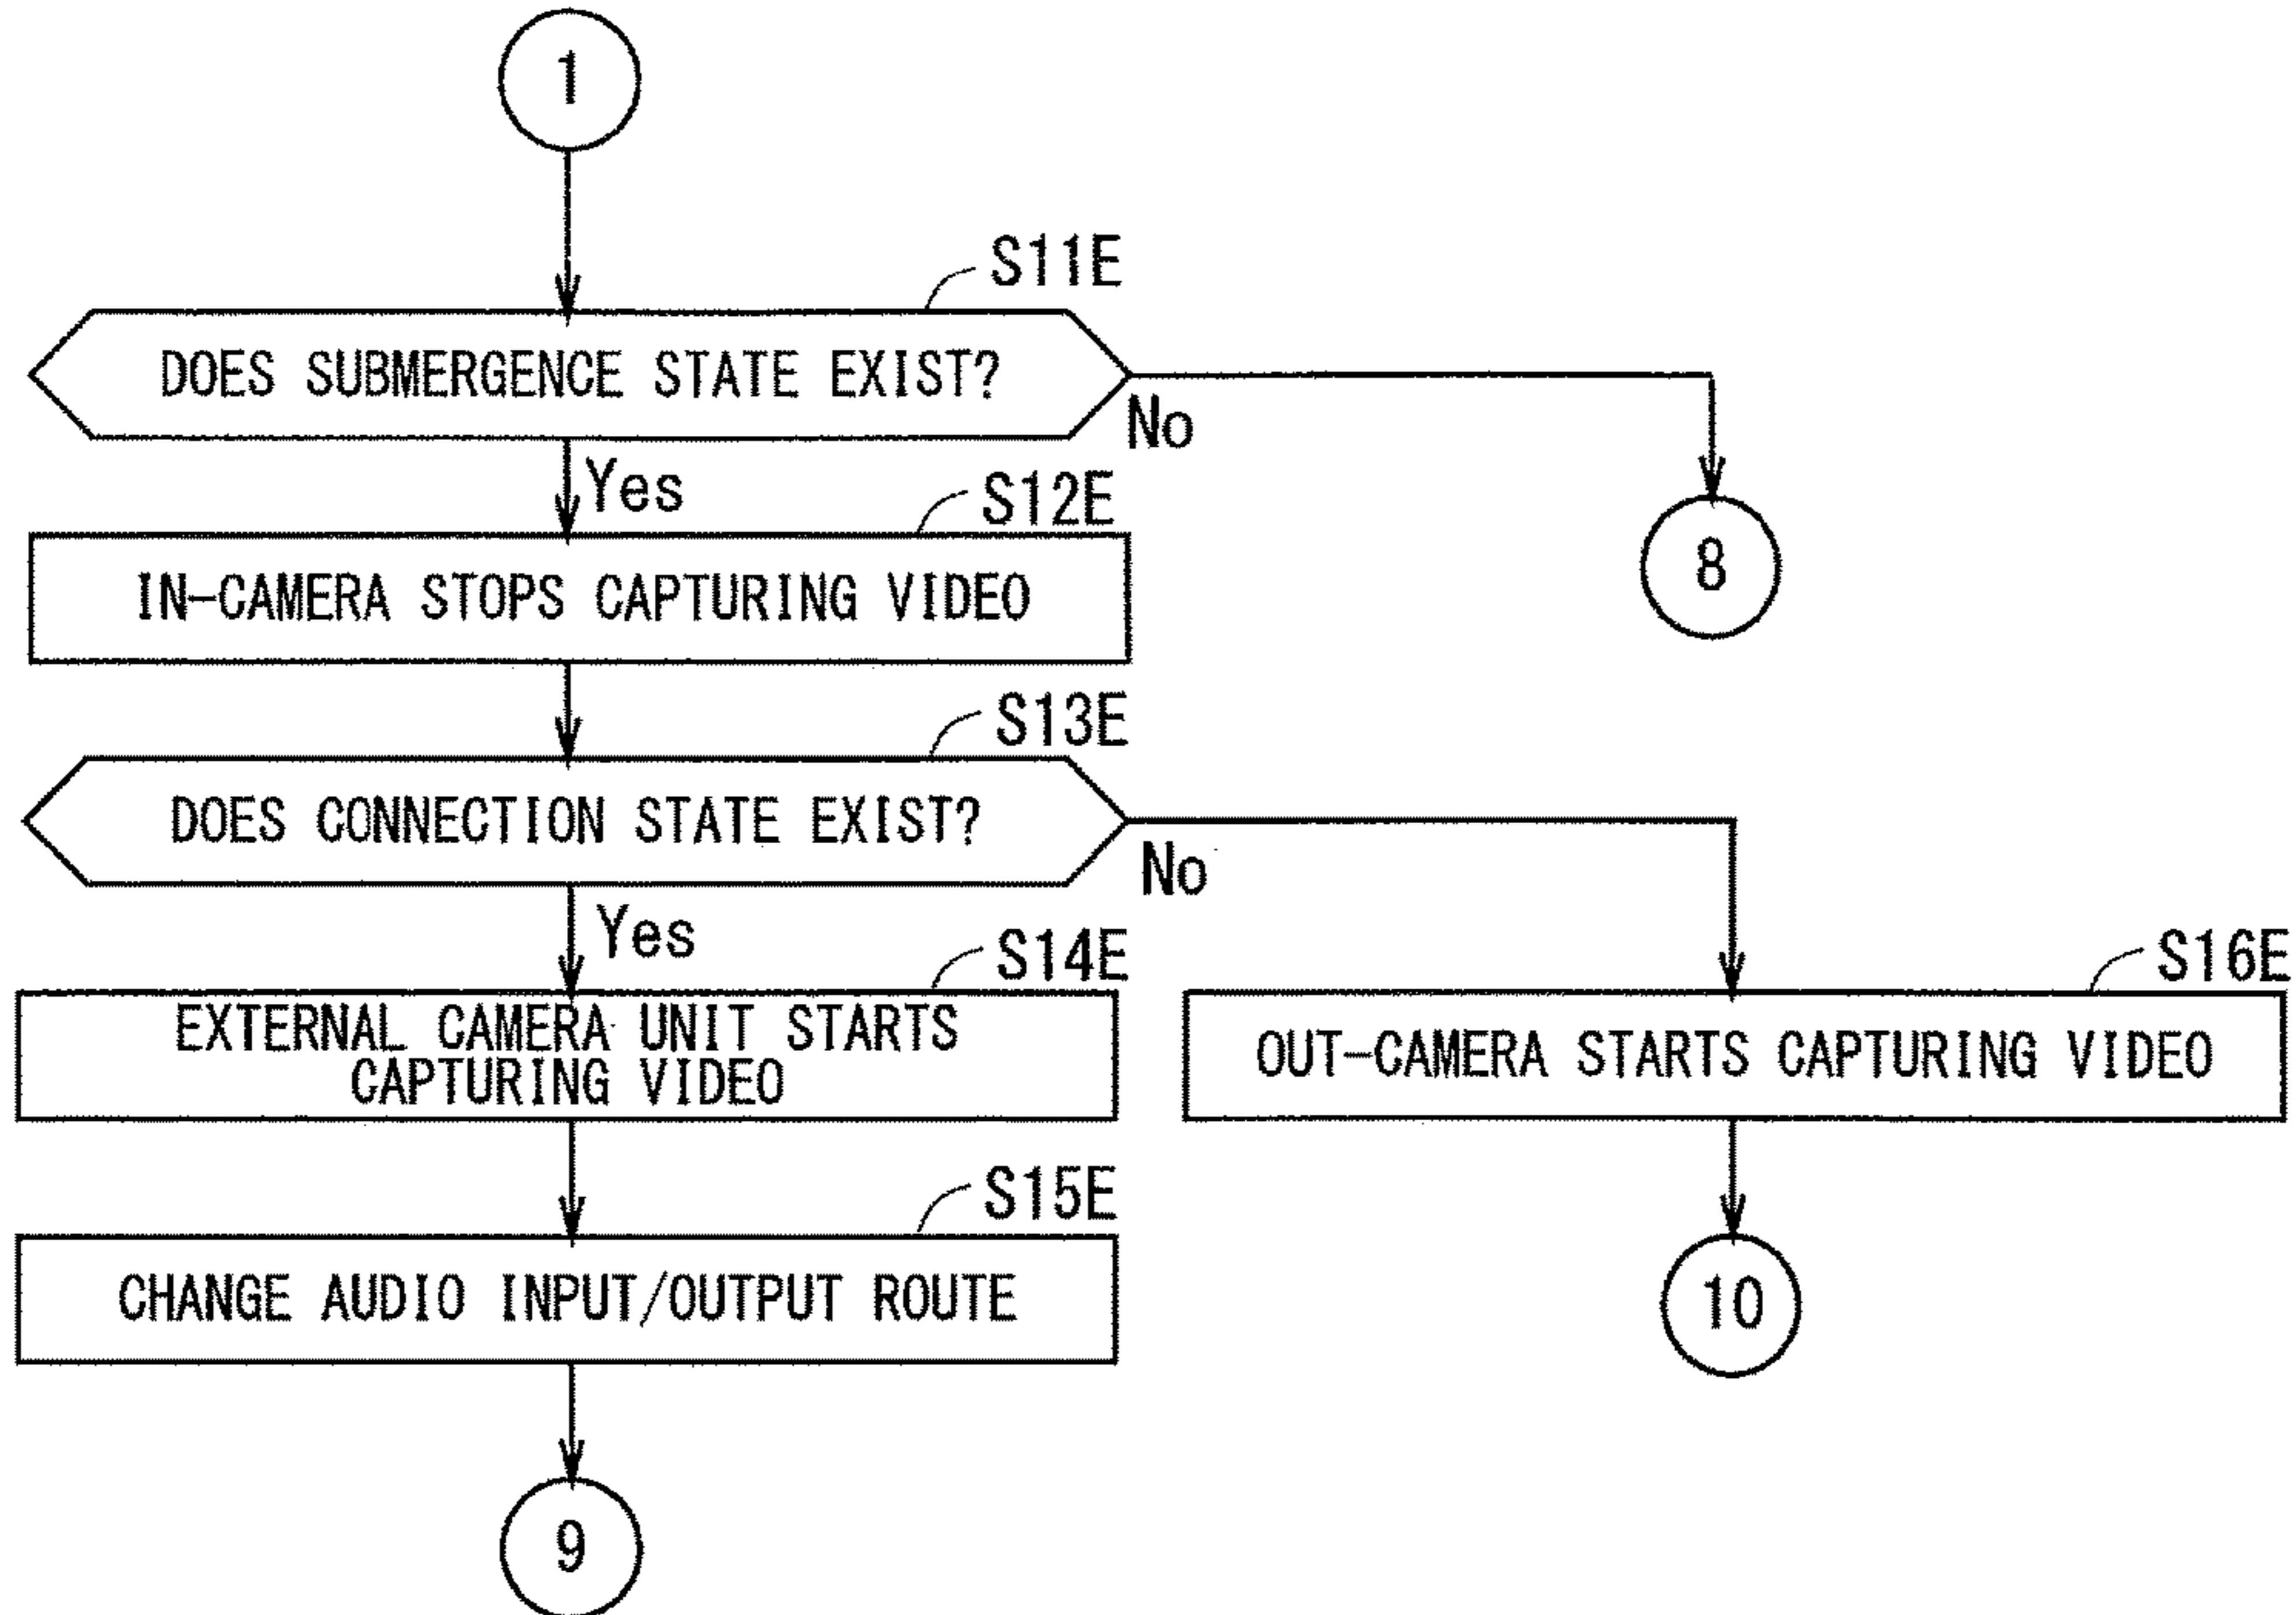 1
S11E
DOES SUBMERGENCE STATE EXIST?
No
Yes
8
S12E
IN-CAMERA STOPS CAPTURING VIDEO
S13E
DOES CONNECTION STATE EXIST?
No
Yes
S14E
EXTERNAL CAMERA UNIT STARTS
CAPTURING VIDEO
S16E
OUT-CAMERA STARTS CAPTURING VIDEO
S15E
CHANGE AUDIO INPUT/OUTPUT ROUTE
10
9